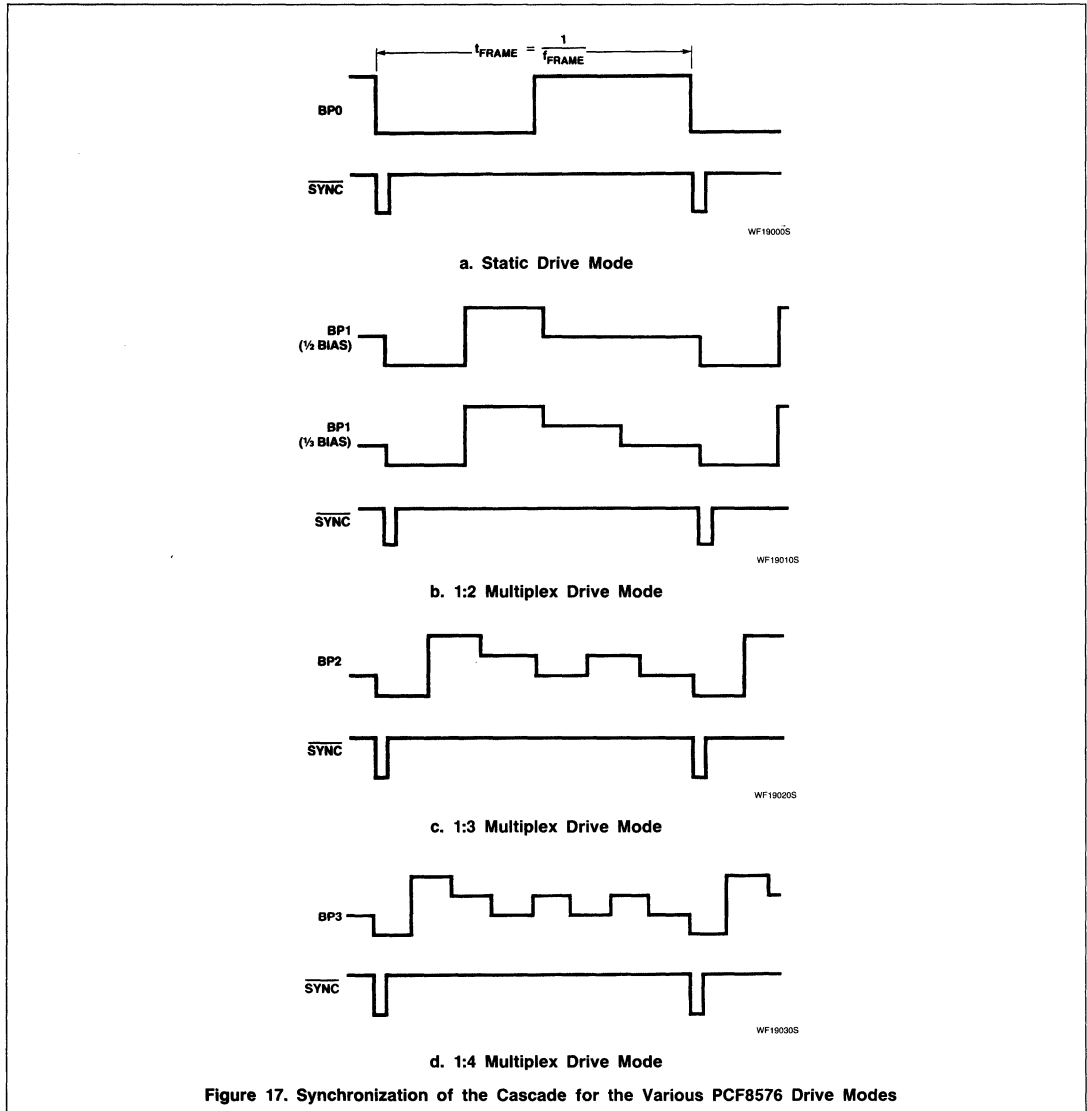 tFRAME = 1/fFRAME
BP0
SYNC
WF19000S
a. Static Drive Mode
BP1
(½ BIAS)
BP1
(⅓ BIAS)
SYNC
WF19010S
b. 1:2 Multiplex Drive Mode
BP2
SYNC
WF19020S
c. 1:3 Multiplex Drive Mode
BP3
SYNC
WF19030S
d. 1:4 Multiplex Drive Mode
Figure 17. Synchronization of the Cascade for the Various PCF8576 Drive Modes